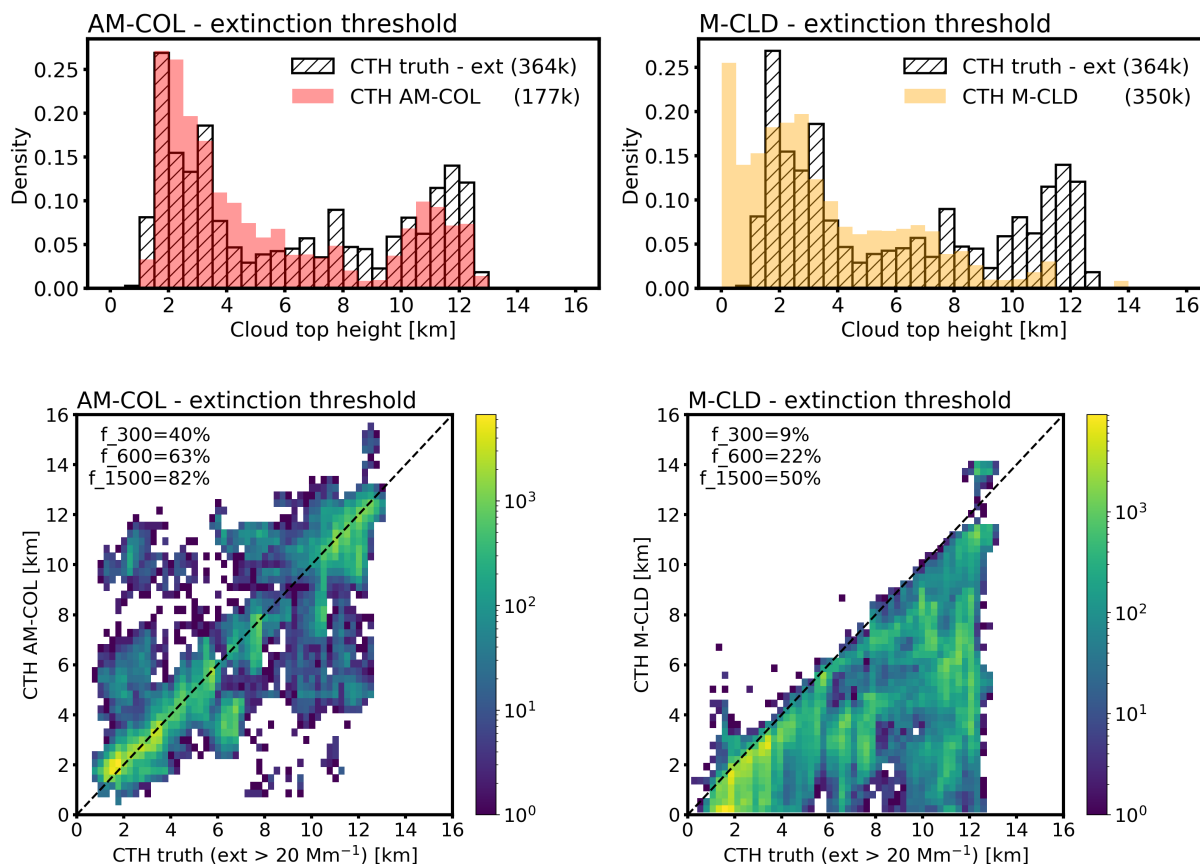 AM-COL - extinction threshold
CTH truth - ext (364k)
CTH AM-COL (177k)
Density
0.25
0.20
0.15
0.10
0.05
0.00
0 2 4 6 8 10 12 14 16
Cloud top height [km]
M-CLD - extinction threshold
CTH truth - ext (364k)
CTH M-CLD (350k)
Density
0.25
0.20
0.15
0.10
0.05
0.00
0 2 4 6 8 10 12 14 16
Cloud top height [km]
AM-COL - extinction threshold
f_300=40%
f_600=63%
f_1500=82%
CTH AM-COL [km]
16
14
12
10
8
6
4
2
0
0 2 4 6 8 10 12 14 16
CTH truth (ext > 20 Mm⁻¹) [km]
10³
10²
10¹
10⁰
M-CLD - extinction threshold
f_300=9%
f_600=22%
f_1500=50%
CTH M-CLD [km]
16
14
12
10
8
6
4
2
0
0 2 4 6 8 10 12 14 16
CTH truth (ext > 20 Mm⁻¹) [km]
10³
10²
10¹
10⁰